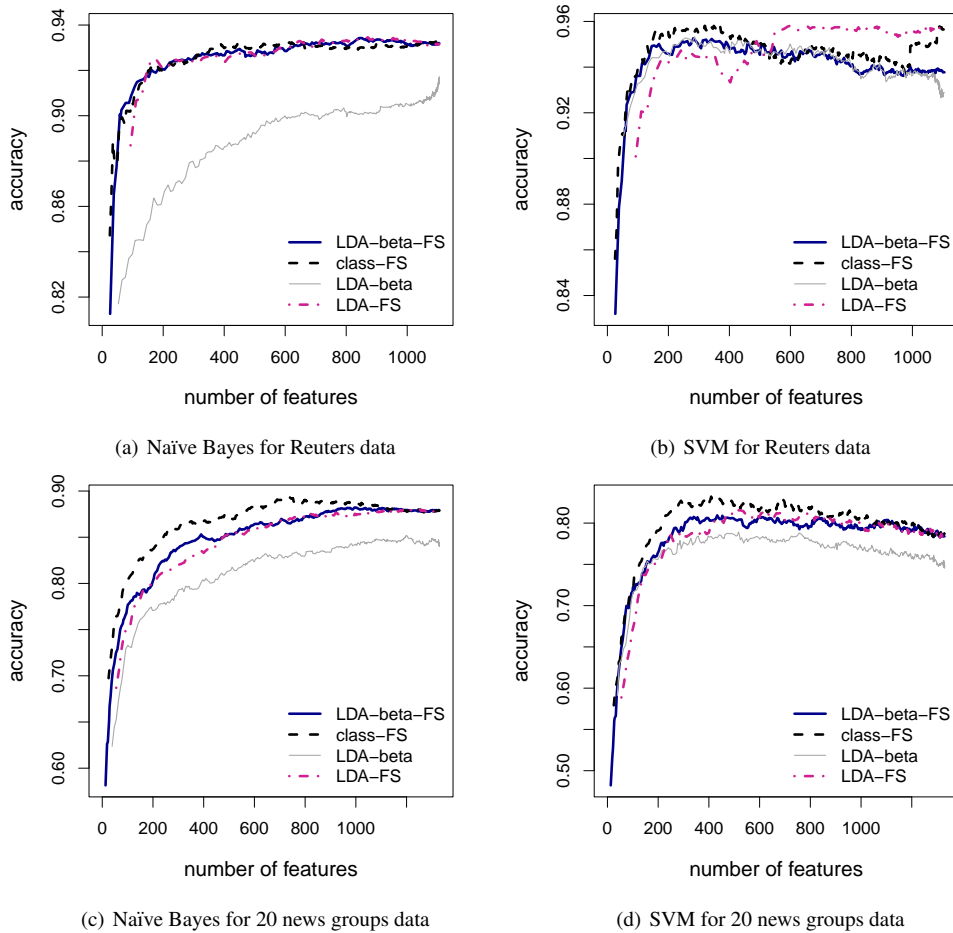 accuracy
0.82 0.86 0.90 0.94
LDA−beta−FS
class−FS
LDA−beta
LDA−FS
0 200 400 600 800 1000
number of features
(a) Naïve Bayes for Reuters data
accuracy
0.84 0.88 0.92 0.96
LDA−beta−FS
class−FS
LDA−beta
LDA−FS
0 200 400 600 800 1000
number of features
(b) SVM for Reuters data
accuracy
0.60 0.70 0.80 0.90
LDA−beta−FS
class−FS
LDA−beta
LDA−FS
0 200 400 600 800 1000
number of features
(c) Naïve Bayes for 20 news groups data
accuracy
0.50 0.60 0.70 0.80
LDA−beta−FS
class−FS
LDA−beta
LDA−FS
0 200 400 600 800 1000
number of features
(d) SVM for 20 news groups data